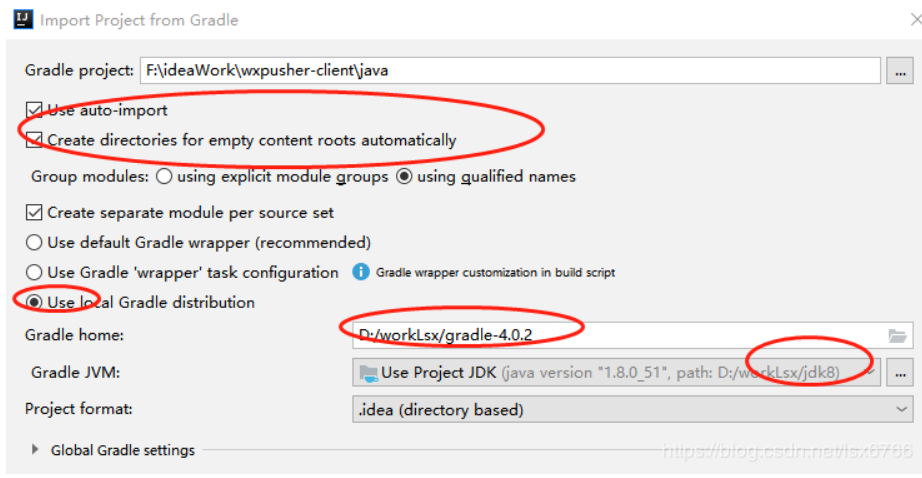 Import Project from Gradle
Gradle project: F:\ideaWork\wxpusher-client\java ...
Use auto-import
Create directories for empty content roots automatically
Group modules: using explicit module groups using qualified names
Create separate module per source set
Use default Gradle wrapper (recommended)
Use Gradle 'wrapper' task configuration Gradle wrapper customization in build script
Use local Gradle distribution
Gradle home: D:/workLsx/gradle-4.0.2
Gradle JVM: Use Project JDK (java version "1.8.0_51", path: D:/workLsx/jdk8) ...
Project format: .idea (directory based)
Global Gradle settings
https://blog.csdn.net/lsx6766